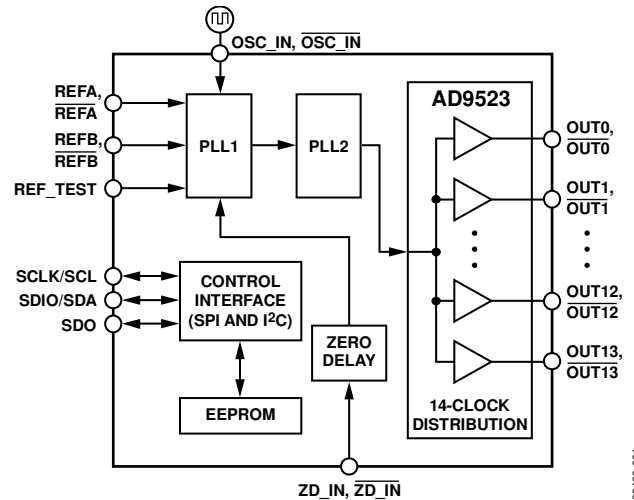 OSC_IN, OSC_IN
REFA,
REFA
REFB,
REFB
REF_TEST
PLL1
PLL2
AD9523
OUT0,
OUT0
OUT1,
OUT1
OUT12,
OUT12
OUT13,
OUT13
14-CLOCK
DISTRIBUTION
SCLK/SCL
SDIO/SDA
SDO
CONTROL
INTERFACE
(SPI AND I²C)
EEPROM
ZERO
DELAY
ZD_IN, ZD_IN